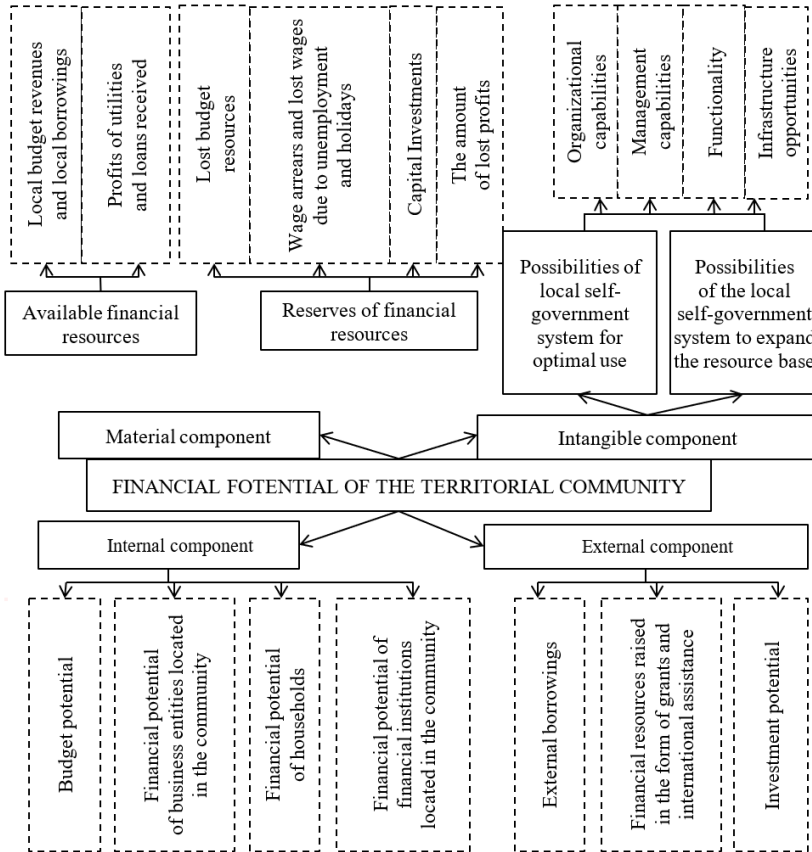 Local budget revenues
and local borrowings
Profits of utilities
and loans received
Lost budget
resources
Wage arrears and lost wages
due to unemployment
and holidays
Capital Investments
The amount
of lost profits
Organizational
capabilities
Management
capabilities
Functionality
Infrastructure
opportunities
Available financial
resources
Reserves of financial
resources
Possibilities of
local self-
government
system for
optimal use
Possibilities
of the local
self-government
system to expand
the resource base
Material component
Intangible component
FINANCIAL FOTENTIAL OF THE TERRITORIAL COMMUNITY
Internal component
External component
Budget potential
Financial potential
of business entities located
in the community
Financial potential
of households
Financial potential of
financial institutions
located in the community
External borrowings
Financial resources raised
in the form of grants and
international assistance
Investment potential